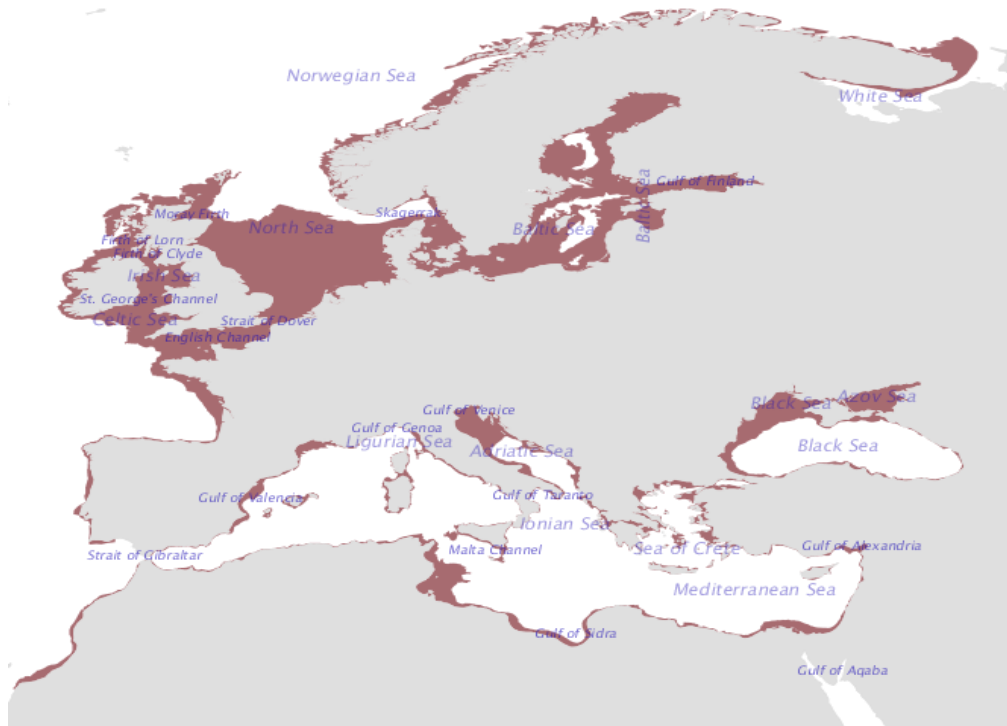 Norwegian Sea
White Sea
Gulf of Finland
Baltic Sea
Skagerrak
Moray Firth
North Sea
Baltic Sea
Firth of Lorn
Firth of Clyde
Irish Sea
St. George's Channel
Celtic Sea
Strait of Dover
English Channel
Black Sea
Azov Sea
Gulf of Venice
Gulf of Genoa
Ligurian Sea
Adriatic Sea
Black Sea
Gulf of Valencia
Gulf of Taranto
Ionian Sea
Strait of Gibraltar
Malta Channel
Sea of Crete
Gulf of Alexandria
Mediterranean Sea
Gulf of Sidra
Gulf of Aqaba